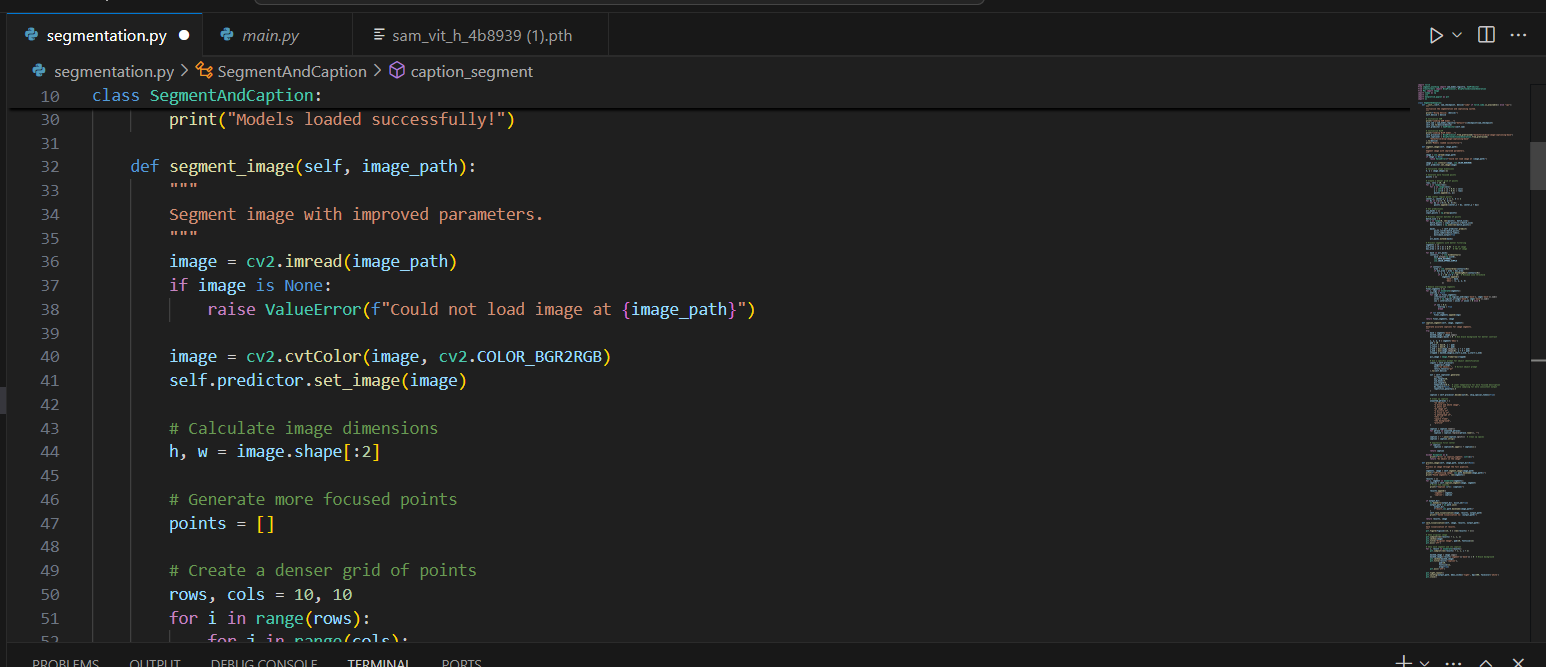 segmentation.py main.py sam_vit_h_4b8939 (1).pth
segmentation.py > SegmentAndCaption > caption_segment
10 class SegmentAndCaption:
30 print("Models loaded successfully!")
31
32 def segment_image(self, image_path):
33 """
34 Segment image with improved parameters.
35 """
36 image = cv2.imread(image_path)
37 if image is None:
38 raise ValueError(f"Could not load image at {image_path}")
39
40 image = cv2.cvtColor(image, cv2.COLOR_BGR2RGB)
41 self.predictor.set_image(image)
42
43 # Calculate image dimensions
44 h, w = image.shape[:2]
45
46 # Generate more focused points
47 points = []
48
49 # Create a denser grid of points
50 rows, cols = 10, 10
51 for i in range(rows):
52 for j in range(cols):
PROBLEMS OUTPUT DEBUG CONSOLE TERMINAL PORTS